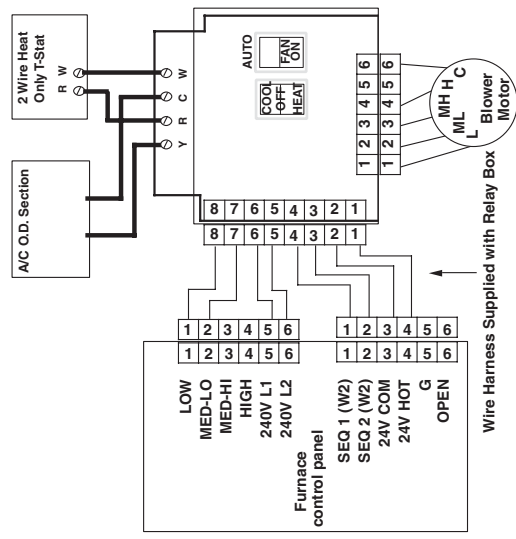 2 Wire Heat
Only T-Stat
R W
A/C O.D. Section
Y R C W
COOL
OFF
HEAT
AUTO
FAN
ON
8 7 6 5 4 3 2 1
8 7 6 5 4 3 2 1
1 2 3 4 5 6
1 2 3 4 5 6
L
ML
MH
H
C
Blower
Motor
1 2 3 4 5 6
1 2 3 4 5 6
LOW
MED-LO
MED-HI
HIGH
240V L1
240V L2
1 2 3 4 5 6
1 2 3 4 5 6
SEQ 1 (W2)
SEQ 2 (W2)
24V COM
24V HOT
G
OPEN
Furnace
control panel
Wire Harness Supplied with Relay Box